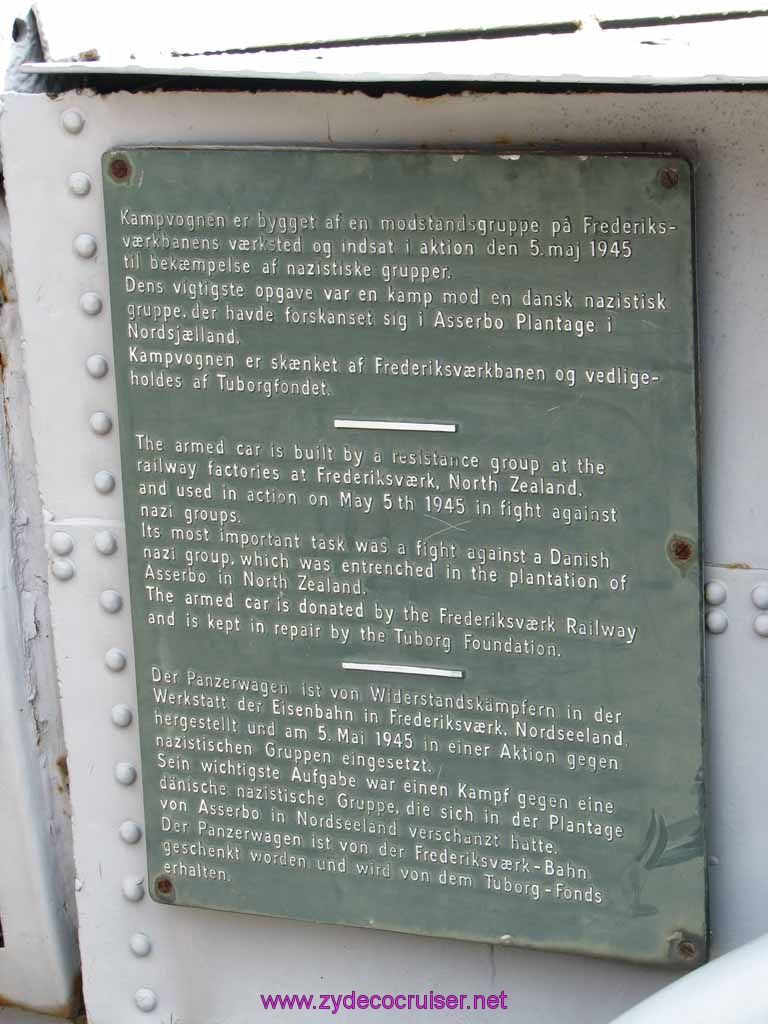 Kampvognen er bygget af en modstandsgruppe på Frederiks-
værkbanens værksted og indsat i aktion den 5. maj 1945
til bekæmpelse af nazistiske grupper.
Dens vigtigste opgave var en kamp mod en dansk nazistisk
gruppe, der havde forskanset sig i Asserbo Plantage i
Nordsjælland.
Kampvognen er skænket af Frederiksværkbanen og vedlige-
holdes af Tuborgfondet.
The armed car is built by a resistance group at the
railway factories at Frederiksværk, North Zealand,
and used in action on May 5th 1945 in fight against
nazi groups.
Its most important task was a fight against a Danish
nazi group, which was entrenched in the plantation of
Asserbo in North Zealand.
The armed car is donated by the Frederiksværk Railway
and is kept in repair by the Tuborg Foundation.
Der Panzerwagen ist von Widerstandskämpfern in der
Werkstatt der Eisenbahn in Frederiksværk, Nordseeland,
hergestellt und am 5. Mai 1945 in einer Aktion gegen
nazistischen Gruppen eingesetzt.
Sein wichtigste Aufgabe war einen Kampf gegen eine
dänische nazistische Gruppe, die sich in der Plantage
von Asserbo in Nordseeland verschanzt hatte.
Der Panzerwagen ist von der Frederiksværk-Bahn
geschenkt worden und wird von dem Tuborg-Fonds
erhalten.
www.zydecocruiser.net